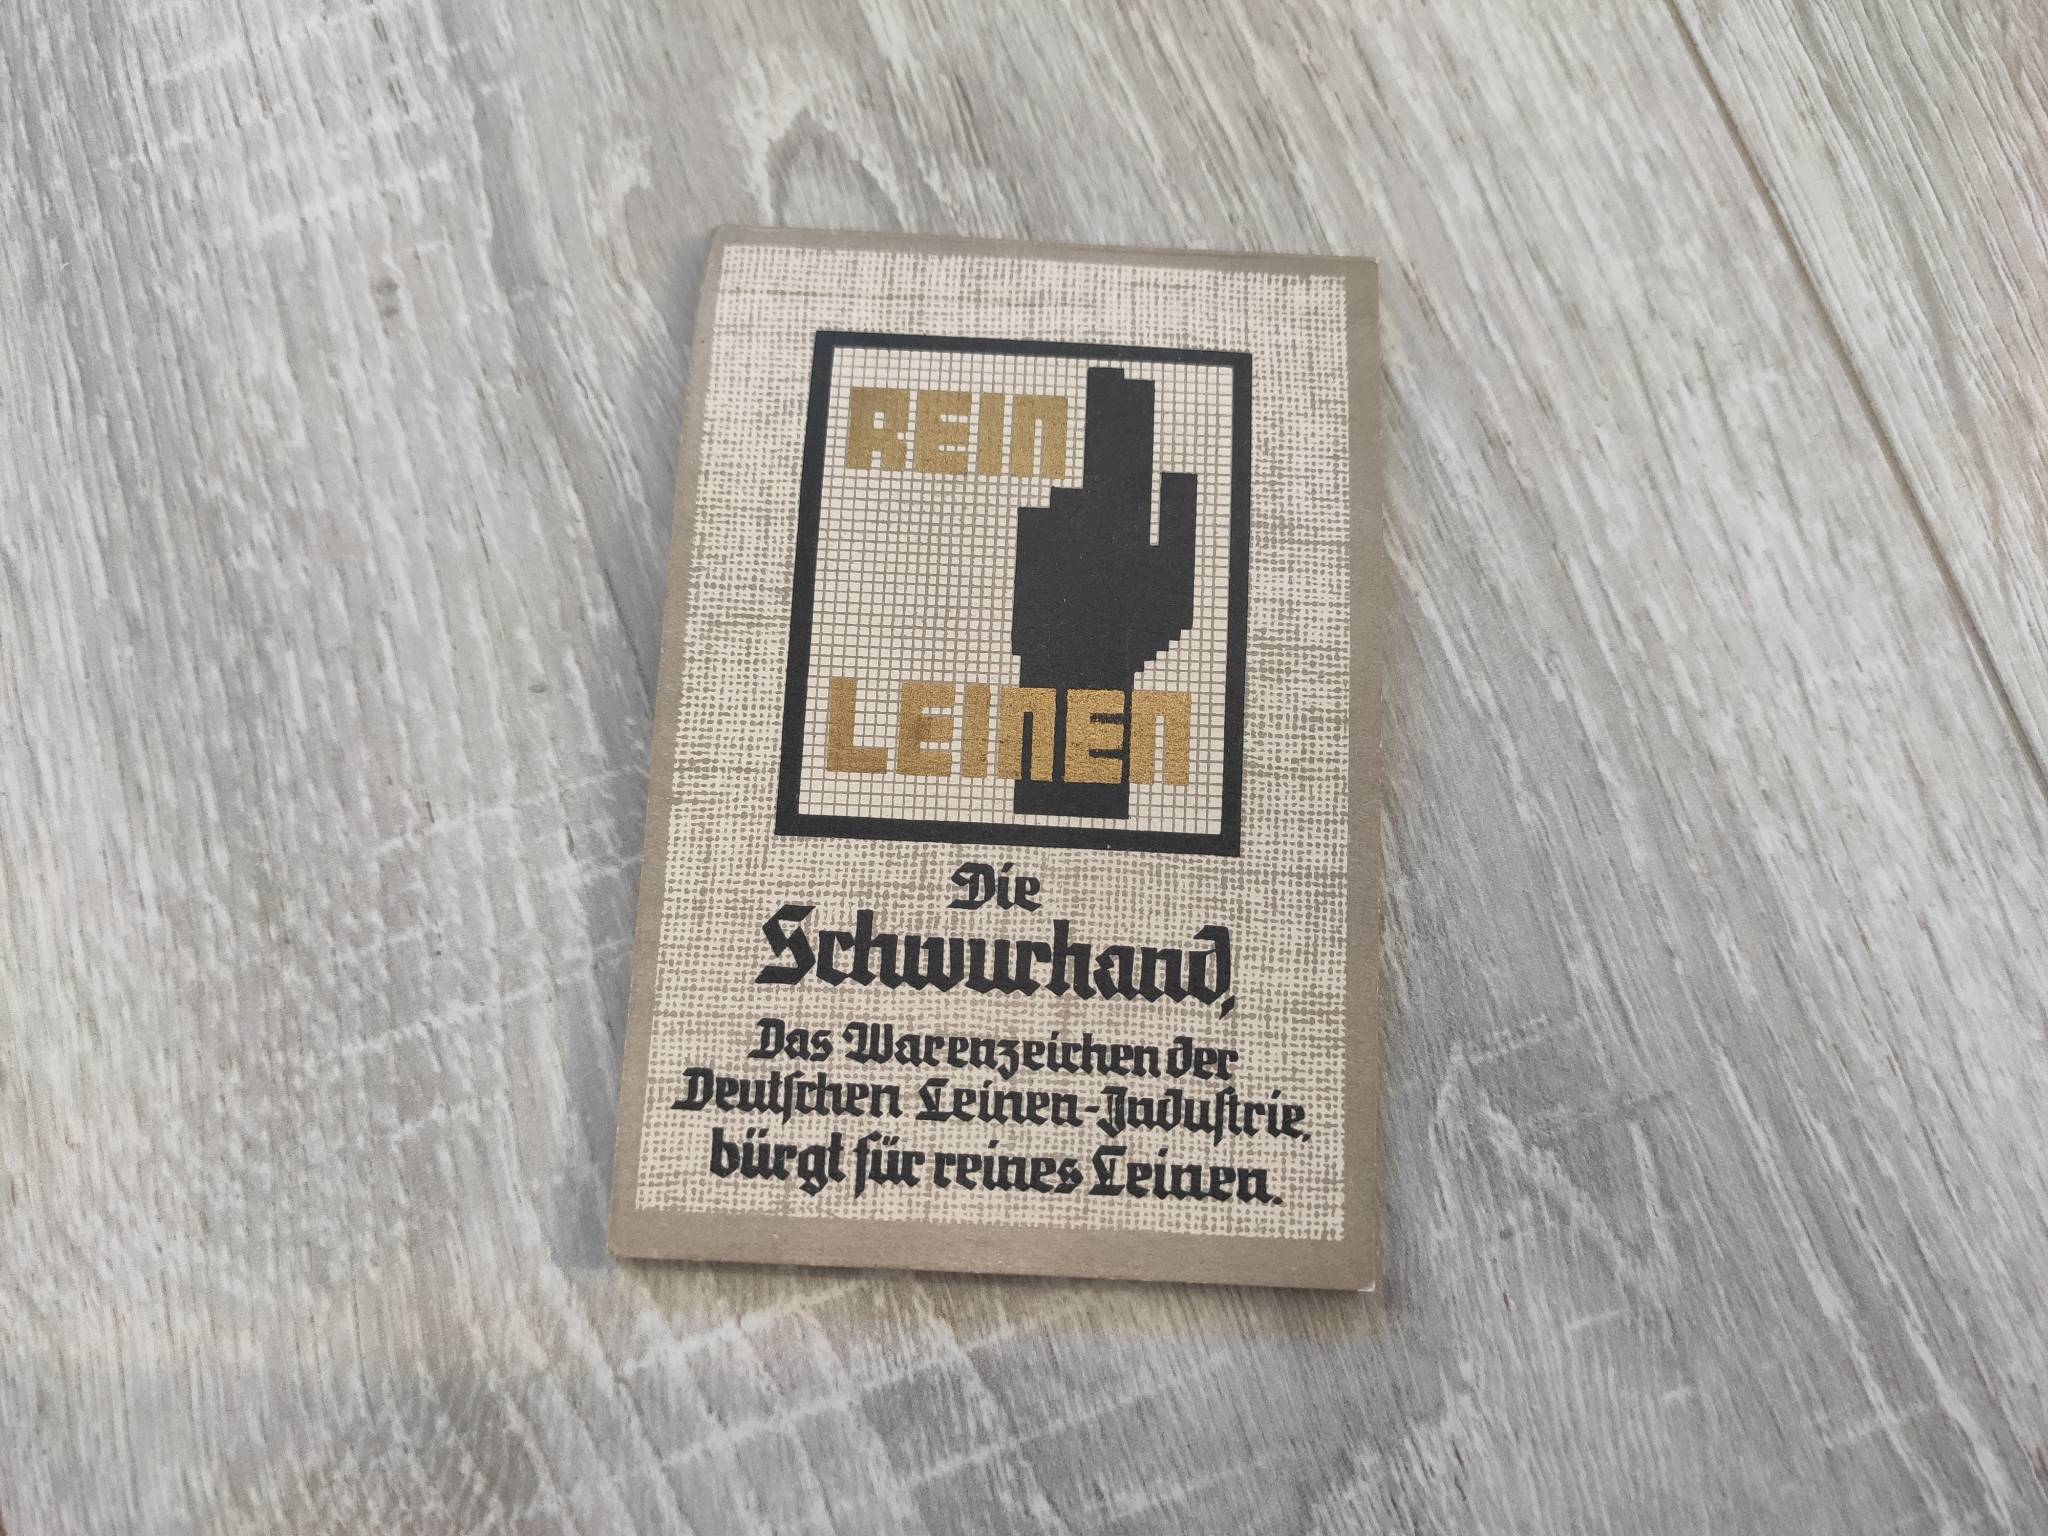 REIN
LEINEN
Die
Schwurhand,
Das Warenzeichen der
Deutſchen Leinen-Induſtrie,
bürgt für reines Leinen.